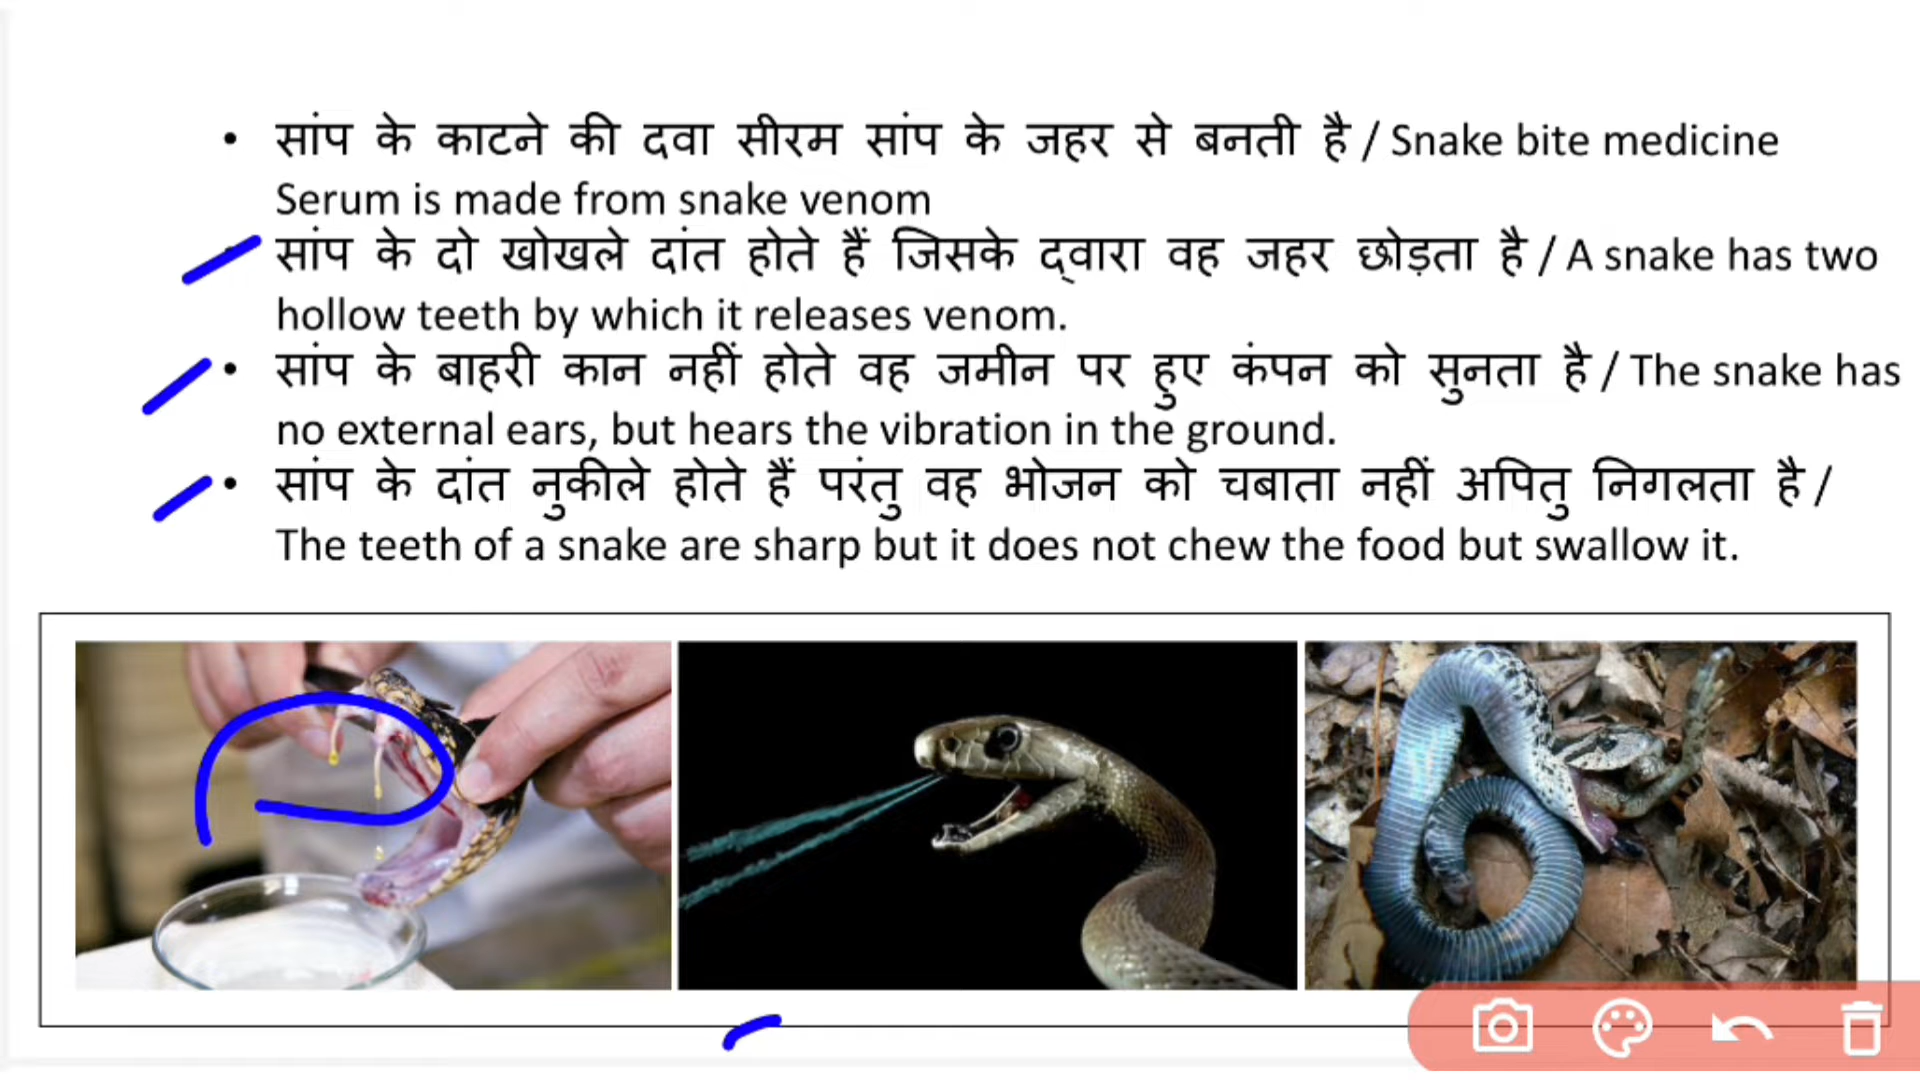 • सांप के काटने की दवा सीरम सांप के जहर से बनती है / Snake bite medicine
Serum is made from snake venom
सांप के दो खोखले दांत होते हैं जिसके द्वारा वह जहर छोड़ता है / A snake has two
hollow teeth by which it releases venom.
• सांप के बाहरी कान नहीं होते वह जमीन पर हुए कंपन को सुनता है / The snake has
no external ears, but hears the vibration in the ground.
• सांप के दांत नुकीले होते हैं परंतु वह भोजन को चबाता नहीं अपितु निगलता है /
The teeth of a snake are sharp but it does not chew the food but swallow it.